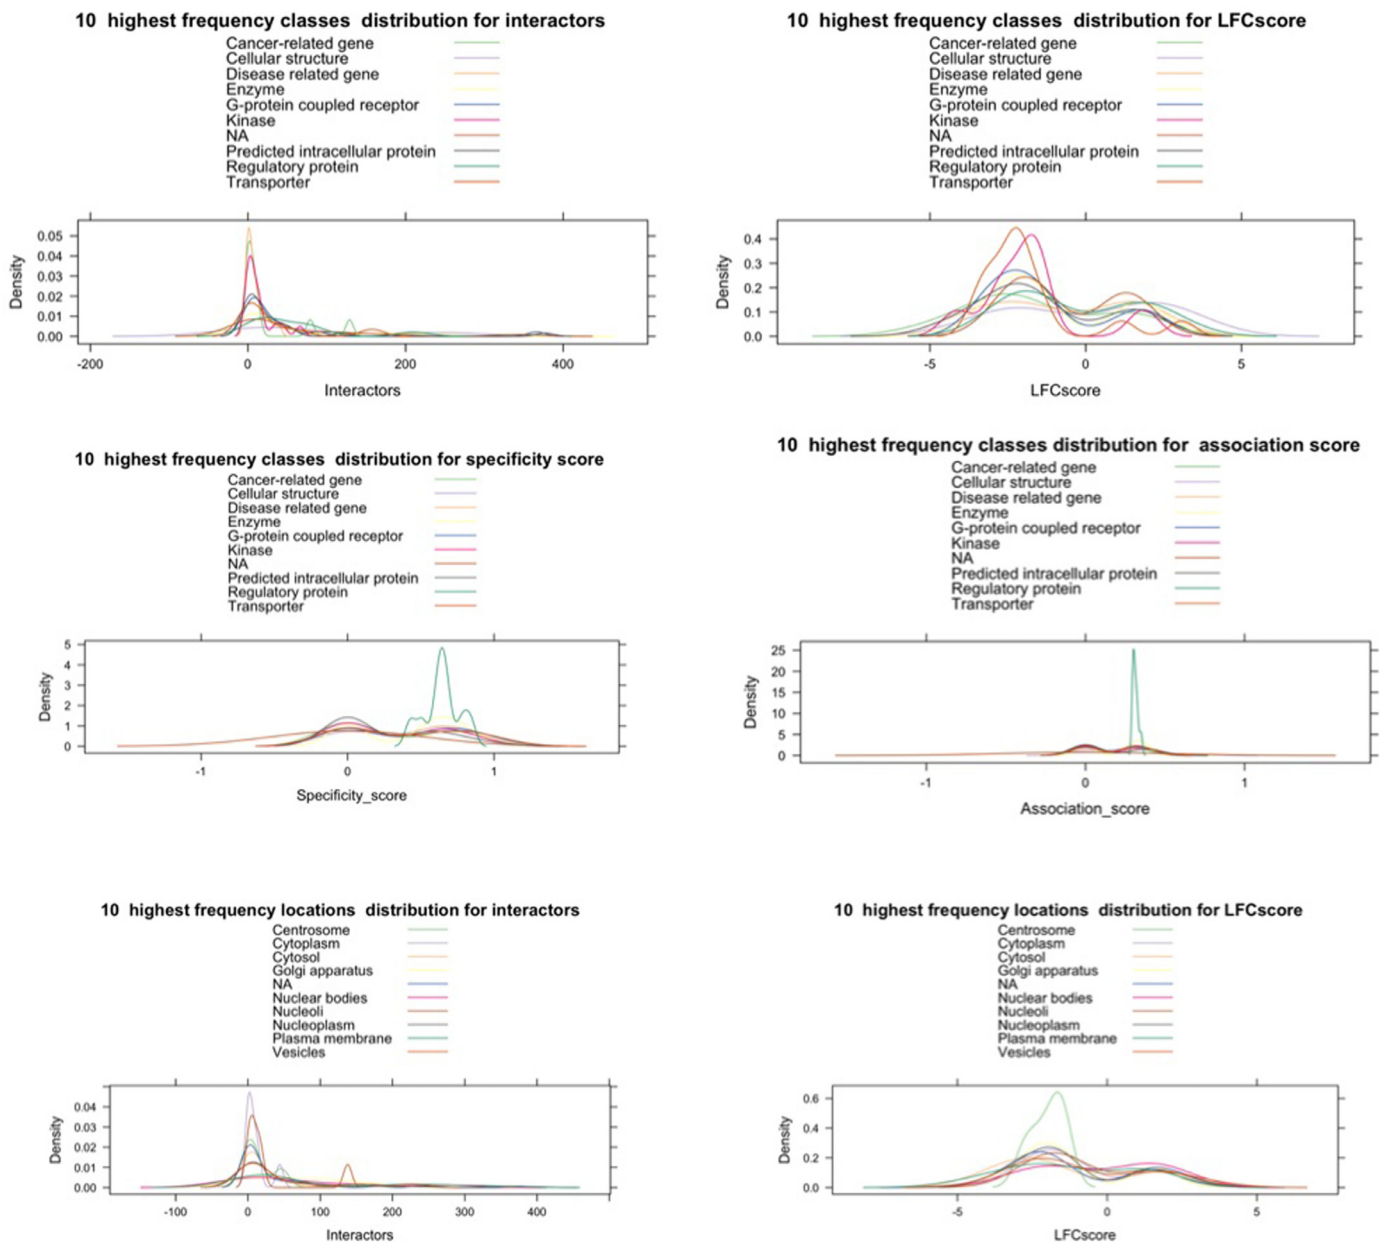 10 highest frequency classes distribution for interactors
Cancer-related gene
Cellular structure
Disease related gene
Enzyme
G-protein coupled receptor
Kinase
NA
Predicted intracellular protein
Regulatory protein
Transporter
0.05
0.04
0.03
0.02
0.01
0.00
Density
-200
0
200
400
Interactors
10 highest frequency classes distribution for LFCscore
Cancer-related gene
Cellular structure
Disease related gene
Enzyme
G-protein coupled receptor
Kinase
NA
Predicted intracellular protein
Regulatory protein
Transporter
0.4
0.3
0.2
0.1
0.0
Density
-5
0
5
LFCscore
10 highest frequency classes distribution for specificity score
Cancer-related gene
Cellular structure
Disease related gene
Enzyme
G-protein coupled receptor
Kinase
NA
Predicted intracellular protein
Regulatory protein
Transporter
5
4
3
2
1
0
Density
-1
0
1
Specificity_score
10 highest frequency classes distribution for association score
Cancer-related gene
Cellular structure
Disease related gene
Enzyme
G-protein coupled receptor
Kinase
NA
Predicted intracellular protein
Regulatory protein
Transporter
25
20
15
10
5
0
Density
-1
0
1
Association_score
10 highest frequency locations distribution for interactors
Centrosome
Cytoplasm
Cytosol
Golgi apparatus
NA
Nuclear bodies
Nucleoli
Nucleoplasm
Plasma membrane
Vesicles
0.04
0.03
0.02
0.01
0.00
Density
-100
0
100
200
300
400
Interactors
10 highest frequency locations distribution for LFCscore
Centrosome
Cytoplasm
Cytosol
Golgi apparatus
NA
Nuclear bodies
Nucleoli
Nucleoplasm
Plasma membrane
Vesicles
0.6
0.4
0.2
0.0
Density
-5
0
5
LFCscore